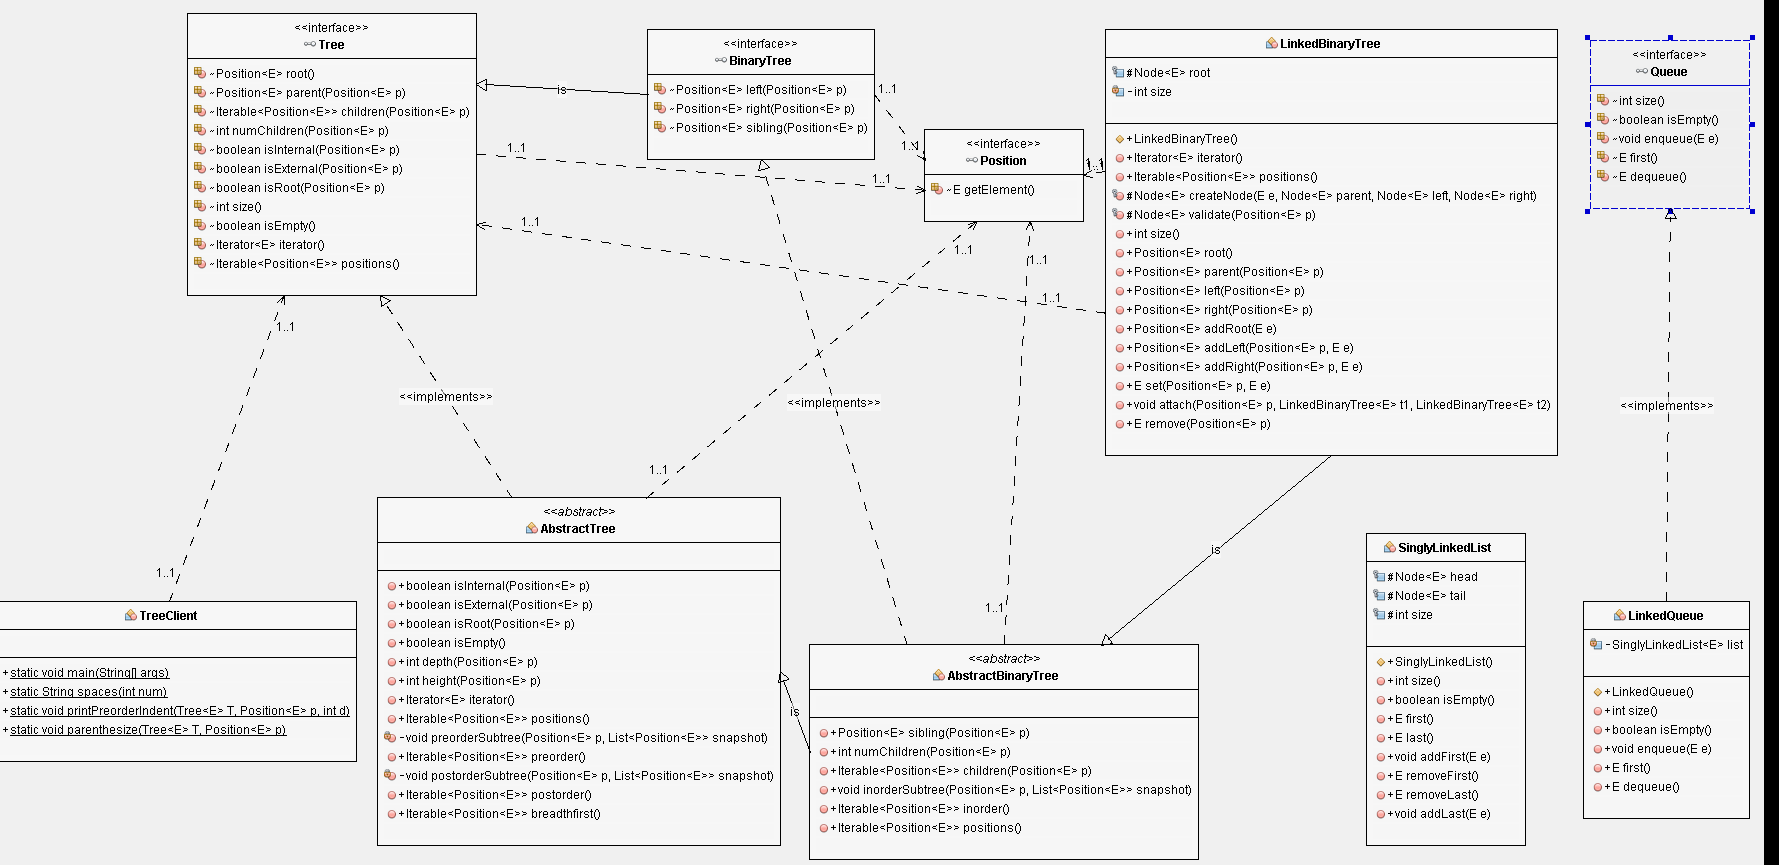 <<interface>>
Tree
~Position<E> root()
~Position<E> parent(Position<E> p)
~Iterable<Position<E>> children(Position<E> p)
~int numChildren(Position<E> p)
~boolean isInternal(Position<E> p)
~boolean isExternal(Position<E> p)
~boolean isRoot(Position<E> p)
~int size()
~boolean isEmpty()
~Iterator<E> iterator()
~Iterable<Position<E>> positions()
is
<<interface>>
BinaryTree
~Position<E> left(Position<E> p)
~Position<E> right(Position<E> p)
~Position<E> sibling(Position<E> p)
1..1
1..1
1..1
1..1
1..1
1..1
<<interface>>
Position
~E getElement()
1..1
LinkedBinaryTree
#Node<E> root
-int size
+LinkedBinaryTree()
+Iterator<E> iterator()
+Iterable<Position<E>> positions()
#Node<E> createNode(E e, Node<E> parent, Node<E> left, Node<E> right)
#Node<E> validate(Position<E> p)
+int size()
+Position<E> root()
+Position<E> parent(Position<E> p)
+Position<E> left(Position<E> p)
+Position<E> right(Position<E> p)
+Position<E> addRoot(E e)
+Position<E> addLeft(Position<E> p, E e)
+Position<E> addRight(Position<E> p, E e)
+E set(Position<E> p, E e)
+void attach(Position<E> p, LinkedBinaryTree<E> t1, LinkedBinaryTree<E> t2)
+E remove(Position<E> p)
<<interface>>
Queue
~int size()
~boolean isEmpty()
~void enqueue(E e)
~E first()
~E dequeue()
1..1
1..1
1..1
<<implements>>
<<implements>>
<<implements>>
1..1
1..1
1..1
is
TreeClient
+static void main(String[] args)
+static String spaces(int num)
+static void printPreorderIndent(Tree<E> T, Position<E> p, int d)
+static void parenthesize(Tree<E> T, Position<E> p)
<<abstract>>
AbstractTree
+boolean isInternal(Position<E> p)
+boolean isExternal(Position<E> p)
+boolean isRoot(Position<E> p)
+boolean isEmpty()
+int depth(Position<E> p)
+int height(Position<E> p)
+Iterator<E> iterator()
+Iterable<Position<E>> positions()
-void preorderSubtree(Position<E> p, List<Position<E>> snapshot)
+Iterable<Position<E>> preorder()
-void postorderSubtree(Position<E> p, List<Position<E>> snapshot)
+Iterable<Position<E>> postorder()
+Iterable<Position<E>> breadthfirst()
is
<<abstract>>
AbstractBinaryTree
+Position<E> sibling(Position<E> p)
+int numChildren(Position<E> p)
+Iterable<Position<E>> children(Position<E> p)
+void inorderSubtree(Position<E> p, List<Position<E>> snapshot)
+Iterable<Position<E>> inorder()
+Iterable<Position<E>> positions()
SinglyLinkedList
#Node<E> head
#Node<E> tail
#int size
+SinglyLinkedList()
+int size()
+boolean isEmpty()
+E first()
+E last()
+void addFirst(E e)
+E removeFirst()
+E removeLast()
+void addLast(E e)
LinkedQueue
-SinglyLinkedList<E> list
+LinkedQueue()
+int size()
+boolean isEmpty()
+void enqueue(E e)
+E first()
+E dequeue()